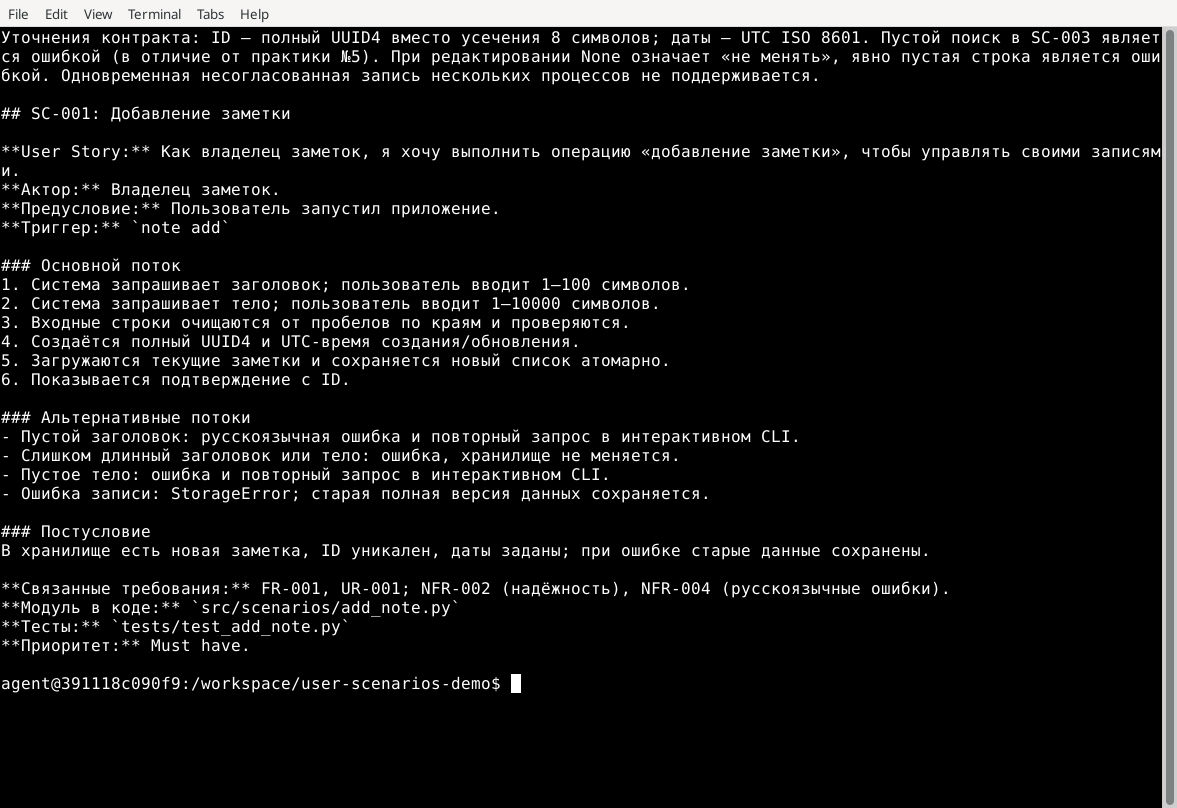 File Edit View Terminal Tabs Help
Уточнения контракта: ID — полный UUID4 вместо усечения 8 символов; даты — UTC ISO 8601. Пустой поиск в SC-003 являет
ся ошибкой (в отличие от практики №5). При редактировании None означает «не менять», явно пустая строка является оши
бкой. Одновременная несогласованная запись нескольких процессов не поддерживается.
## SC-001: Добавление заметки
**User Story:** Как владелец заметок, я хочу выполнить операцию «добавление заметки», чтобы управлять своими записям
и.
**Актор:** Владелец заметок.
**Предусловие:** Пользователь запустил приложение.
**Триггер:** `note add`
### Основной поток
1. Система запрашивает заголовок; пользователь вводит 1–100 символов.
2. Система запрашивает тело; пользователь вводит 1–10000 символов.
3. Входные строки очищаются от пробелов по краям и проверяются.
4. Создаётся полный UUID4 и UTC-время создания/обновления.
5. Загружаются текущие заметки и сохраняется новый список атомарно.
6. Показывается подтверждение с ID.
### Альтернативные потоки
- Пустой заголовок: русскоязычная ошибка и повторный запрос в интерактивном CLI.
- Слишком длинный заголовок или тело: ошибка, хранилище не меняется.
- Пустое тело: ошибка и повторный запрос в интерактивном CLI.
- Ошибка записи: StorageError; старая полная версия данных сохраняется.
### Постусловие
В хранилище есть новая заметка, ID уникален, даты заданы; при ошибке старые данные сохранены.
**Связанные требования:** FR-001, UR-001; NFR-002 (надёжность), NFR-004 (русскоязычные ошибки).
**Модуль в коде:** `src/scenarios/add_note.py`
**Тесты:** `tests/test_add_note.py`
**Приоритет:** Must have.
agent@391118c090f9:/workspace/user-scenarios-demo$